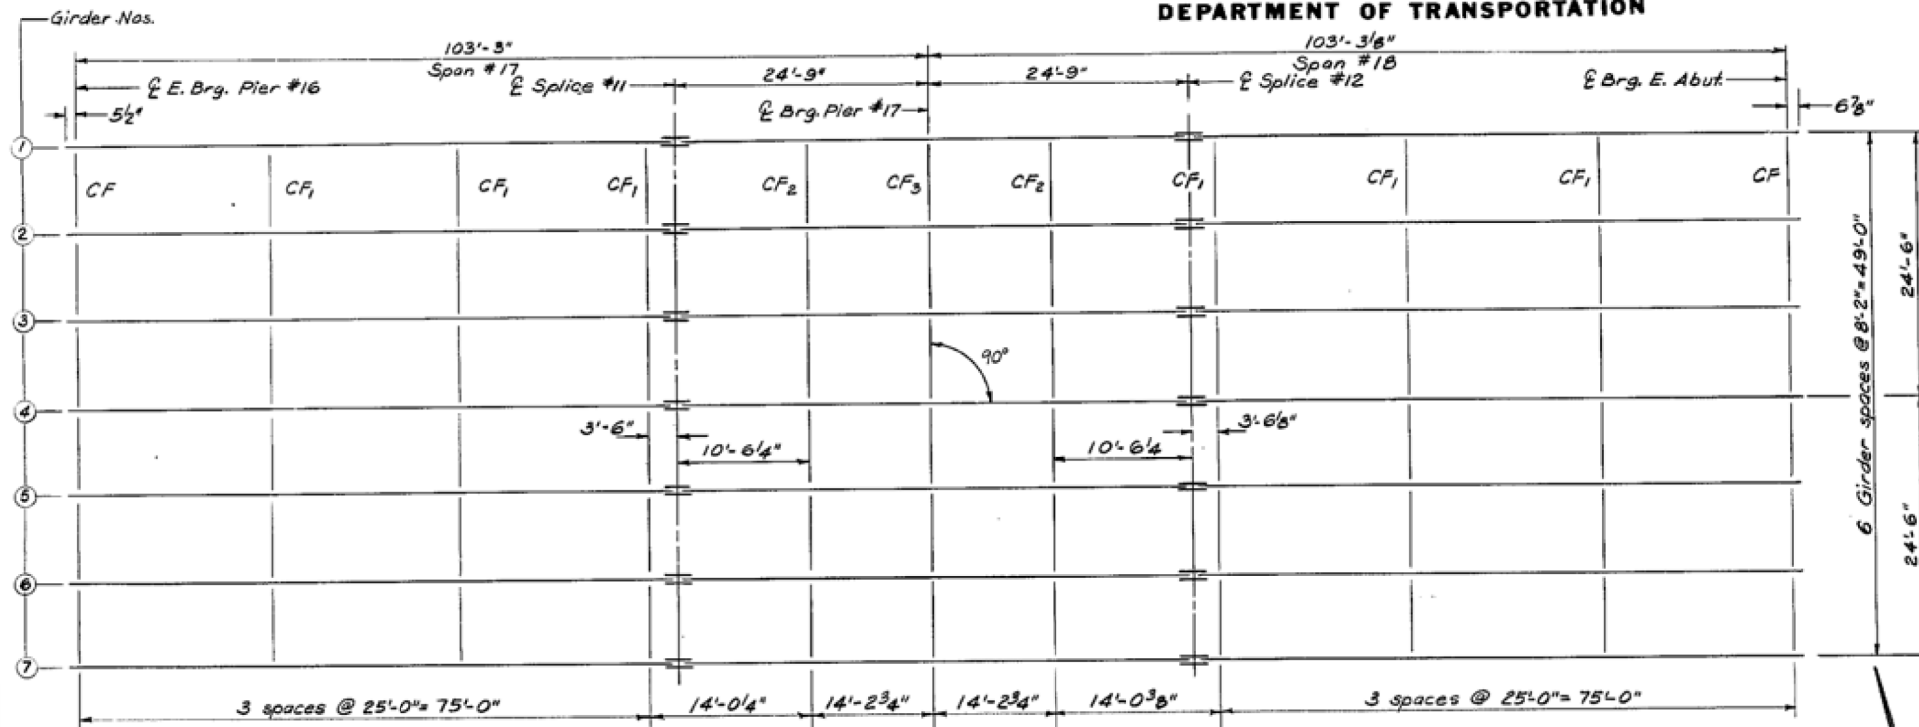 DEPARTMENT OF TRANSPORTATION
Girder Nos.
103'-3"
103'-3⅛"
Span #17
Span #18
℄ E. Brg. Pier #16
℄ Splice #11
24'-9"
24'-9"
℄ Splice #12
℄ Brg. E. Abut.
5½"
℄ Brg. Pier #17
6⅞"
1
CF
CF₁
CF₁
CF₁
CF₂
CF₃
CF₂
CF₁
CF₁
CF₁
CF
2
3
90°
4
3'-6"
10'-6¼"
10'-6¼
3'-6⅛"
5
6
7
6 Girder spaces @ 8'-2"=49'-0"
24'-6"
24'-6"
3 spaces @ 25'-0"= 75'-0"
14'-0¼"
14'-2¾"
14'-2¾"
14'-0⅜"
3 spaces @ 25'-0"= 75'-0"